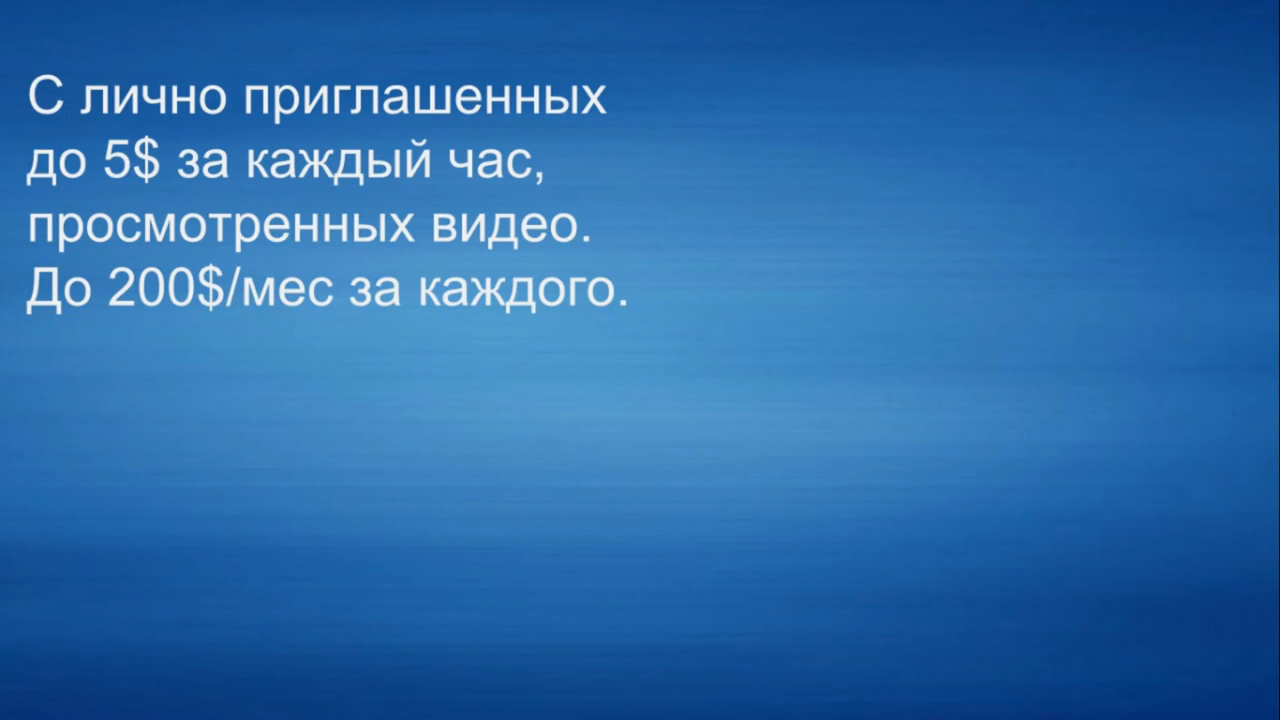 С лично приглашенных
до 5$ за каждый час,
просмотренных видео.
До 200$/мес за каждого.